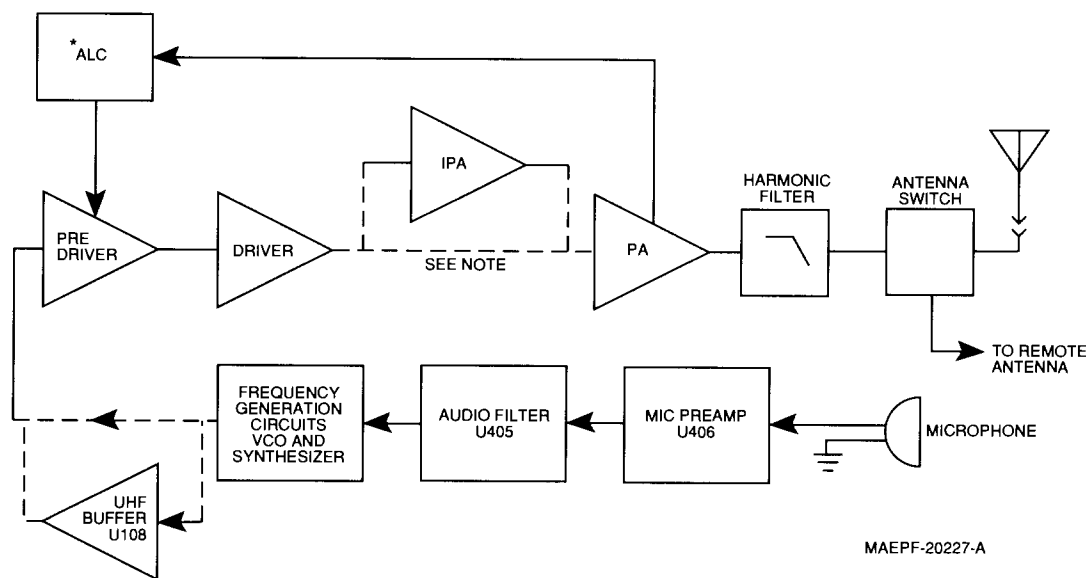 *ALC
IPA
HARMONIC
FILTER
ANTENNA
SWITCH
PRE
DRIVER
DRIVER
SEE NOTE
PA
TO REMOTE
ANTENNA
FREQUENCY
GENERATION
CIRCUITS
VCO AND
SYNTHESIZER
AUDIO FILTER
U405
MIC PREAMP
U406
MICROPHONE
UHF
BUFFER
U108
MAEPF-20227-A